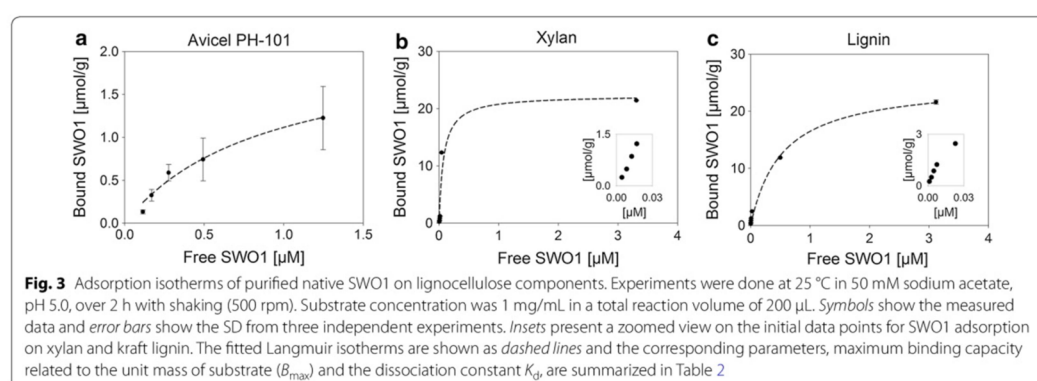 a Avicel PH-101
2.0
1.5
1.0
0.5
0.0
Bound SWO1 [µmol/g]
0.0 0.5 1.0 1.5
Free SWO1 [µM]
b Xylan
30
20
10
0
Bound SWO1 [µmol/g]
1.5
0.0
[µmol/g]
0.00 0.03
[µM]
0 1 2 3 4
Free SWO1 [µM]
c Lignin
30
20
10
0
Bound SWO1 [µmol/g]
3
0
[µmol/g]
0.00 0.03
[µM]
0 1 2 3 4
Free SWO1 [µM]
Fig. 3 Adsorption isotherms of purified native SWO1 on lignocellulose components. Experiments were done at 25 °C in 50 mM sodium acetate,
pH 5.0, over 2 h with shaking (500 rpm). Substrate concentration was 1 mg/mL in a total reaction volume of 200 µL. Symbols show the measured
data and error bars show the SD from three independent experiments. Insets present a zoomed view on the initial data points for SWO1 adsorption
on xylan and kraft lignin. The fitted Langmuir isotherms are shown as dashed lines and the corresponding parameters, maximum binding capacity
related to the unit mass of substrate (Bmax) and the dissociation constant Kd, are summarized in Table 2